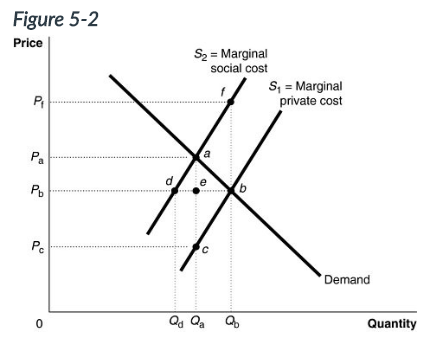 Figure 5-2
Price
S₂ = Marginal
social cost
S₁ = Marginal
private cost
f
Pf
a
Pa
d
e
b
Pb
c
Pc
Demand
0
Qd Qa Qb
Quantity